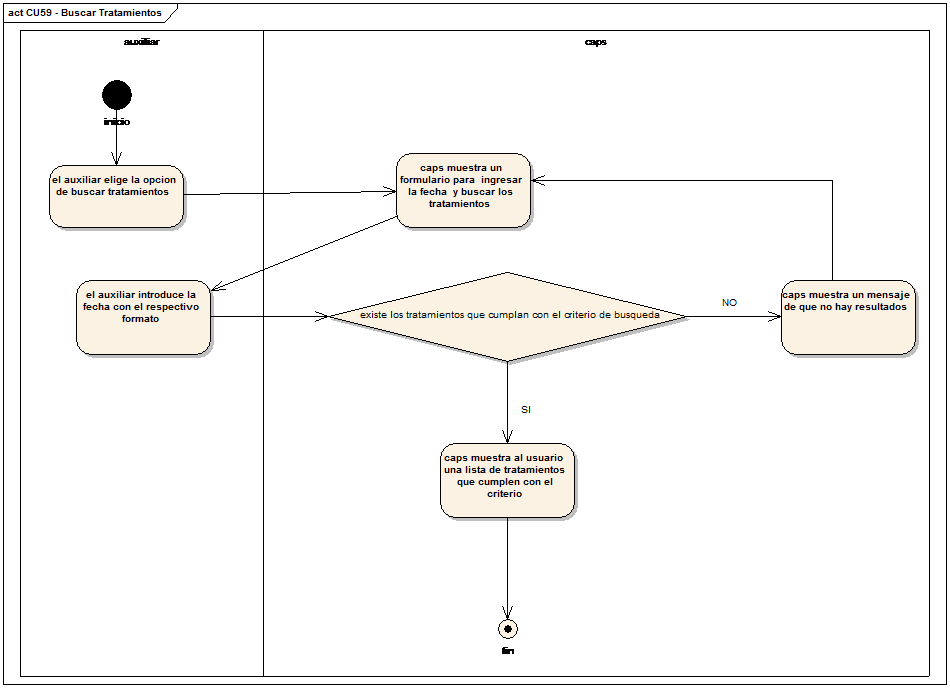 act CU59 - Buscar Tratamientos
auxiliar
caps
inicio
el auxiliar elige la opcion
de buscar tratamientos
caps muestra un
formulario para ingresar
la fecha y buscar los
tratamientos
el auxiliar introduce la
fecha con el respectivo
formato
existe los tratamientos que cumplan con el criterio de busqueda
NO
caps muestra un mensaje
de que no hay resultados
SI
caps muestra al usuario
una lista de tratamientos
que cumplen con el
criterio
fin